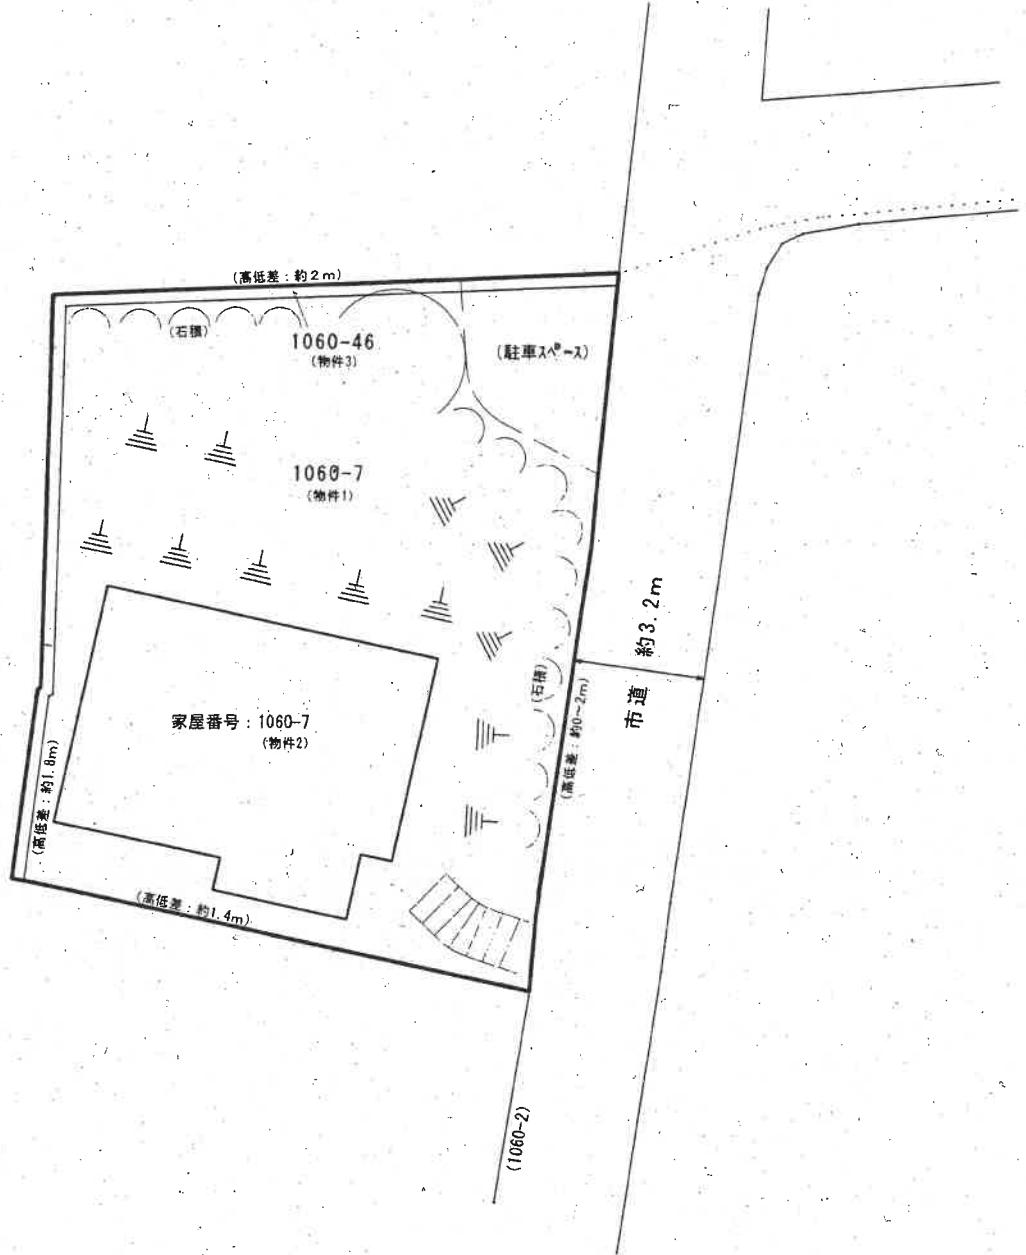 (高低差：約2m)
(石積)
1060-46
(物件3)
(駐車スペース)
1060-7
(物件1)
約3.2m
市道
(石積)
(高低差：約0〜2m)
家屋番号：1060-7
(物件2)
(高低差：約1.8m)
(高低差：約1.4m)
(1060-2)